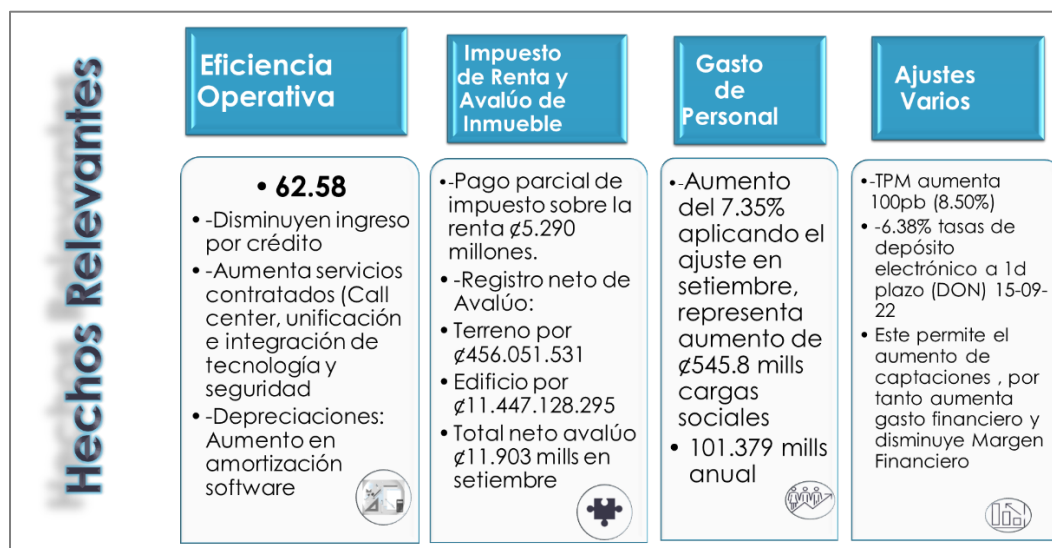 Hechos Relevantes
Eficiencia
Operativa
• 62.58
• -Disminuyen ingreso
por crédito
• -Aumenta servicios
contratados (Call
center, unificación
e integración de
tecnología y
seguridad
• -Depreciaciones:
Aumento en
amortización
software
Impuesto
de Renta y
Avalúo de
Inmueble
•-Pago parcial de
impuesto sobre la
renta ₡5.290
millones.
• -Registro neto de
Avalúo:
• Terreno por
₡456.051.531
• Edificio por
₡11.447.128.295
• Total neto avalúo
₡11.903 mills en
setiembre
Gasto
de
Personal
•-Aumento
del 7.35%
aplicando el
ajuste en
setiembre,
representa
aumento de
₡545.8 mills
cargas
sociales
• 101.379 mills
anual
Ajustes
Varios
•-TPM aumenta
100pb (8.50%)
• -6.38% tasas de
depósito
electrónico a 1d
plazo (DON) 15-09-
22
• Este permite el
aumento de
captaciones , por
tanto aumenta
gasto financiero y
disminuye Margen
Financiero